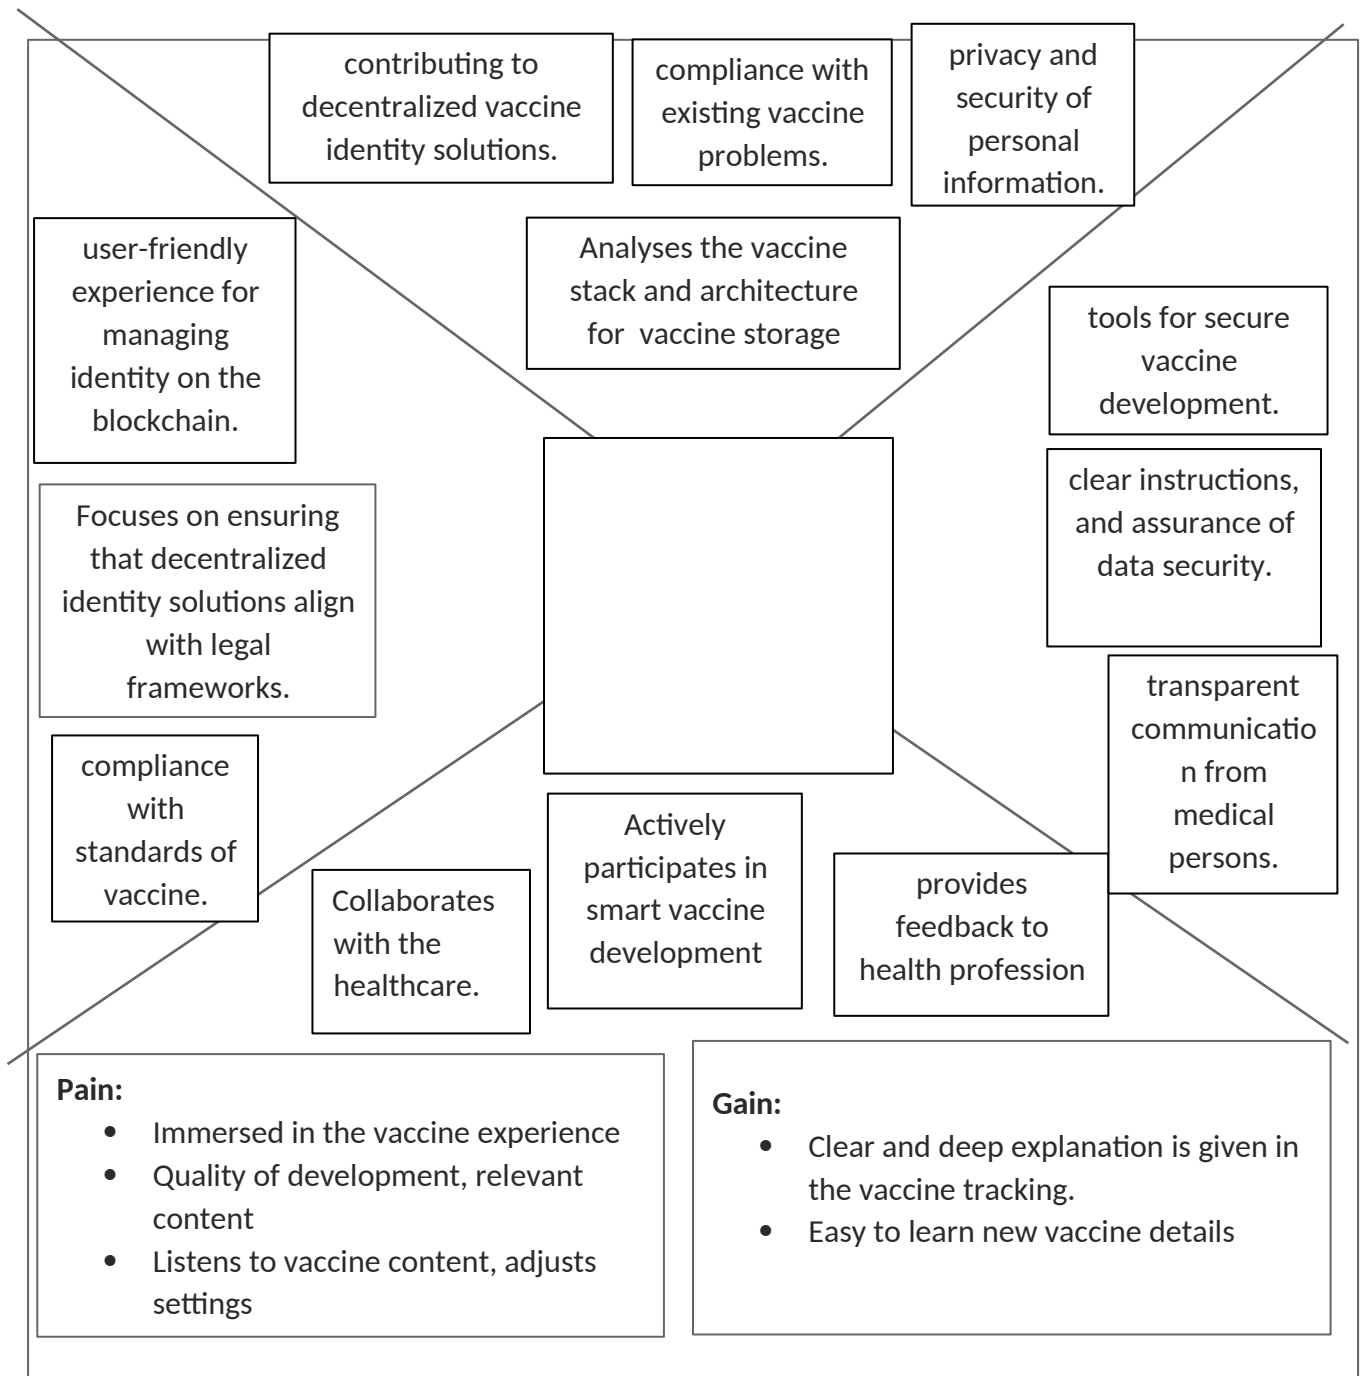 contributing to
decentralized vaccine
identity solutions.
compliance with
existing vaccine
problems.
privacy and
security of
personal
information.
Analyses the vaccine
stack and architecture
for  vaccine storage
user-friendly
experience for
managing
identity on the
blockchain.
Focuses on ensuring
that decentralized
identity solutions align
with legal
frameworks.
compliance
with
standards of
vaccine.
tools for secure
vaccine
development.
clear instructions,
and assurance of
data security.
transparent
communicatio
n from
medical
persons.
Collaborates
with the
healthcare.
Actively
participates in
smart vaccine
development
provides
feedback to
health profession
Pain:
• Immersed in the vaccine experience
• Quality of development, relevant
content
• Listens to vaccine content, adjusts
settings
Gain:
• Clear and deep explanation is given in
the vaccine tracking.
• Easy to learn new vaccine details